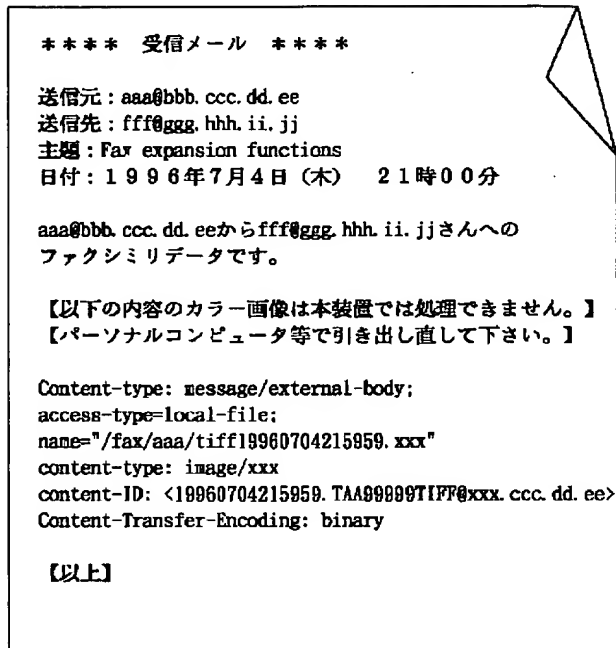 ＊＊＊＊ 受信メール ＊＊＊＊
送信元：aaa@bbb.ccc.dd.ee
送信先：fff@ggg.hhh.ii.jj
主題：Fax expansion functions
日付：１９９６年７月４日（木） ２１時００分
aaa@bbb.ccc.dd.eeからfff@ggg.hhh.ii.jjさんへの
ファクシミリデータです。
【以下の内容のカラー画像は本装置では処理できません。】
【パーソナルコンピュータ等で引き出し直して下さい。】
Content-type: message/external-body;
access-type=local-file;
name="/fax/aaa/tiff19960704215959.xxx"
content-type: image/xxx
content-ID: <19960704215959.TAA99999TIFF@xxx.ccc.dd.ee>
Content-Transfer-Encoding: binary
【以上】